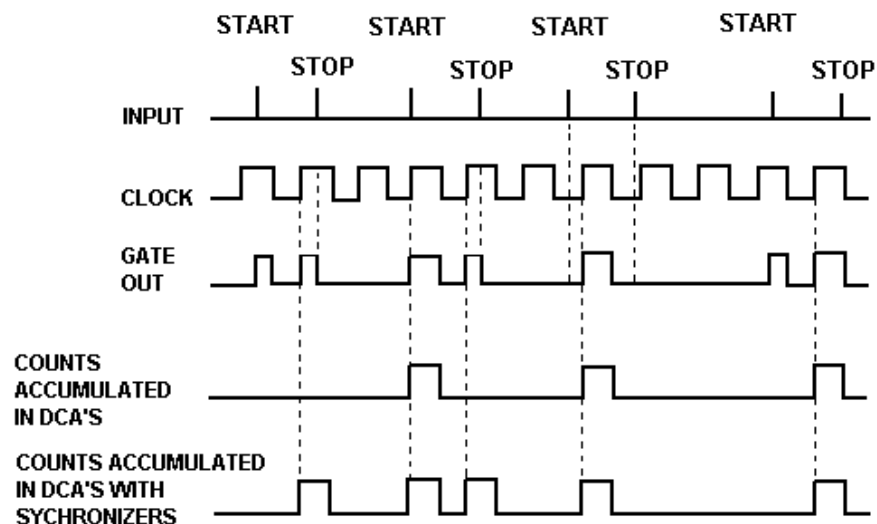 START START START START
STOP STOP STOP STOP
INPUT
CLOCK
GATE
OUT
COUNTS
ACCUMULATED
IN DCA'S
COUNTS ACCUMULATED
IN DCA'S WITH
SYCHRONIZERS